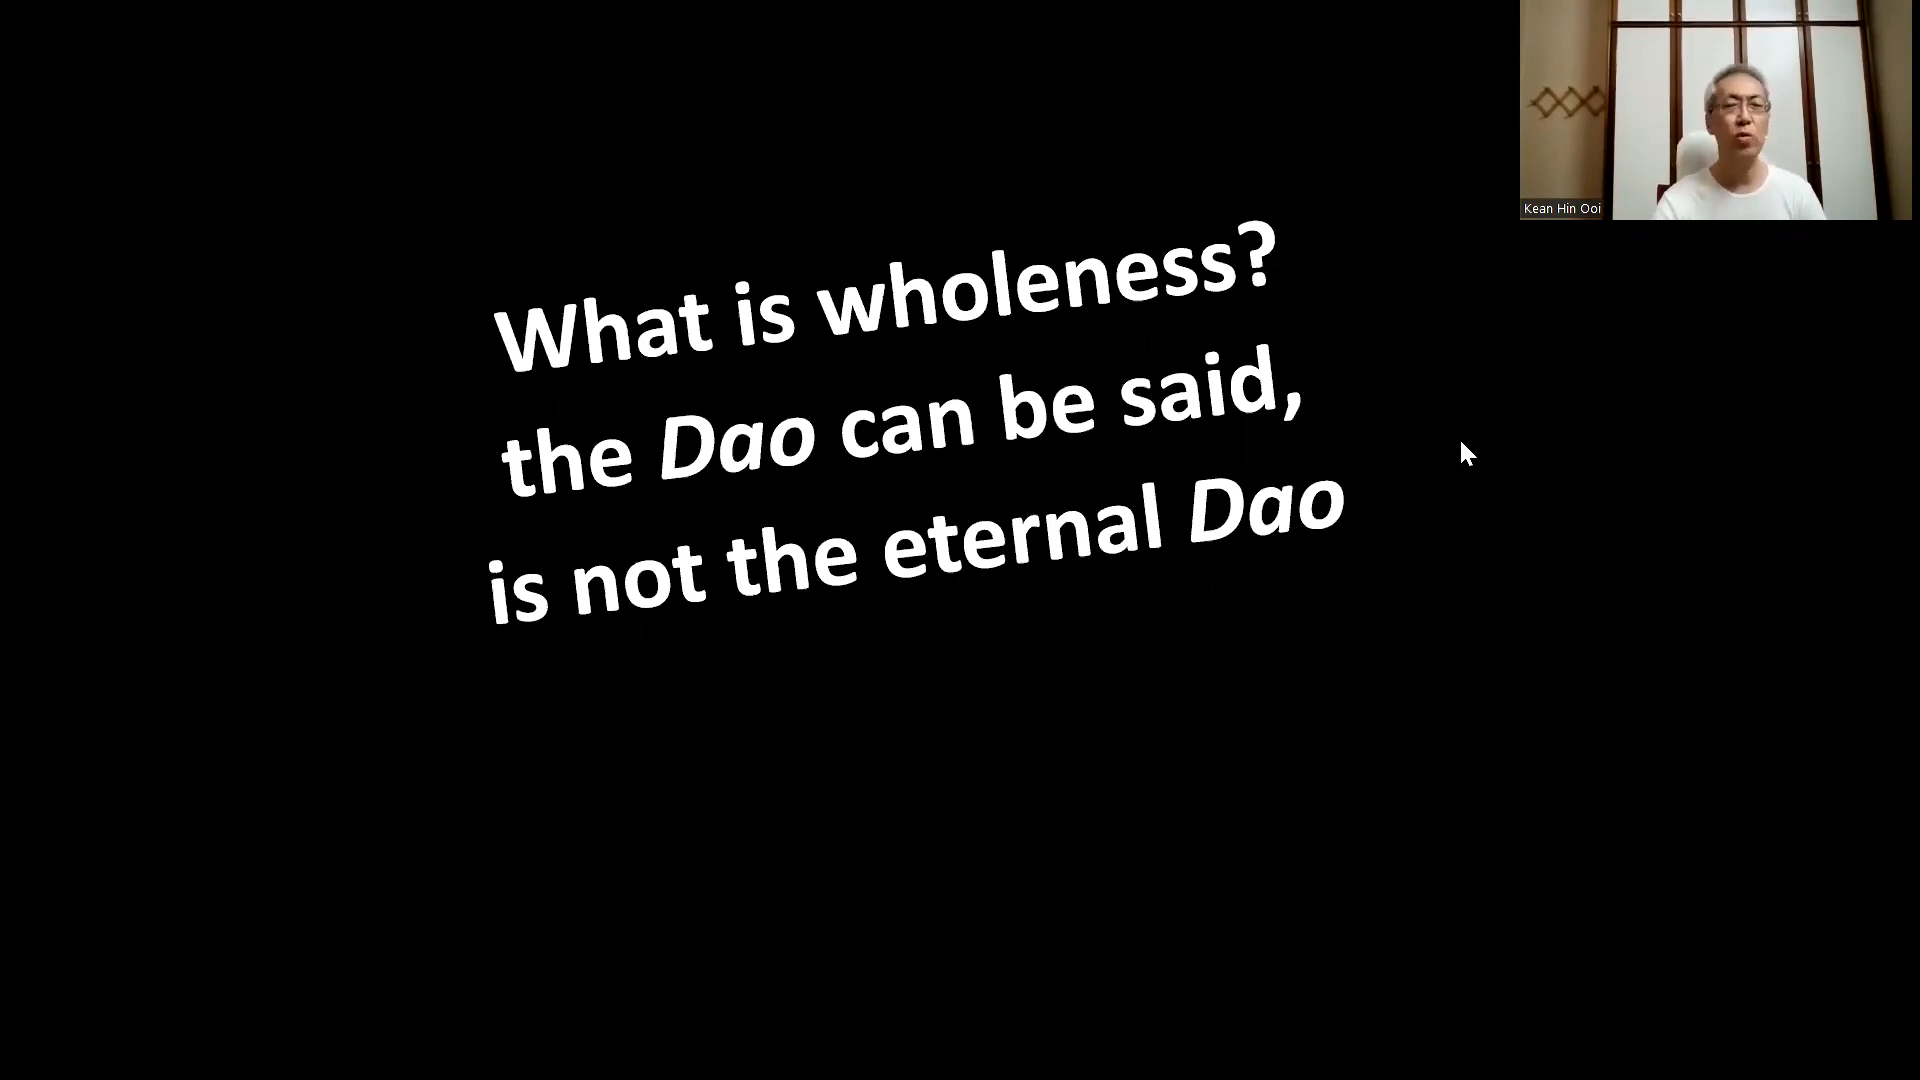 What is wholeness?
the Dao can be said,
is not the eternal Dao
Kean Hin Ooi